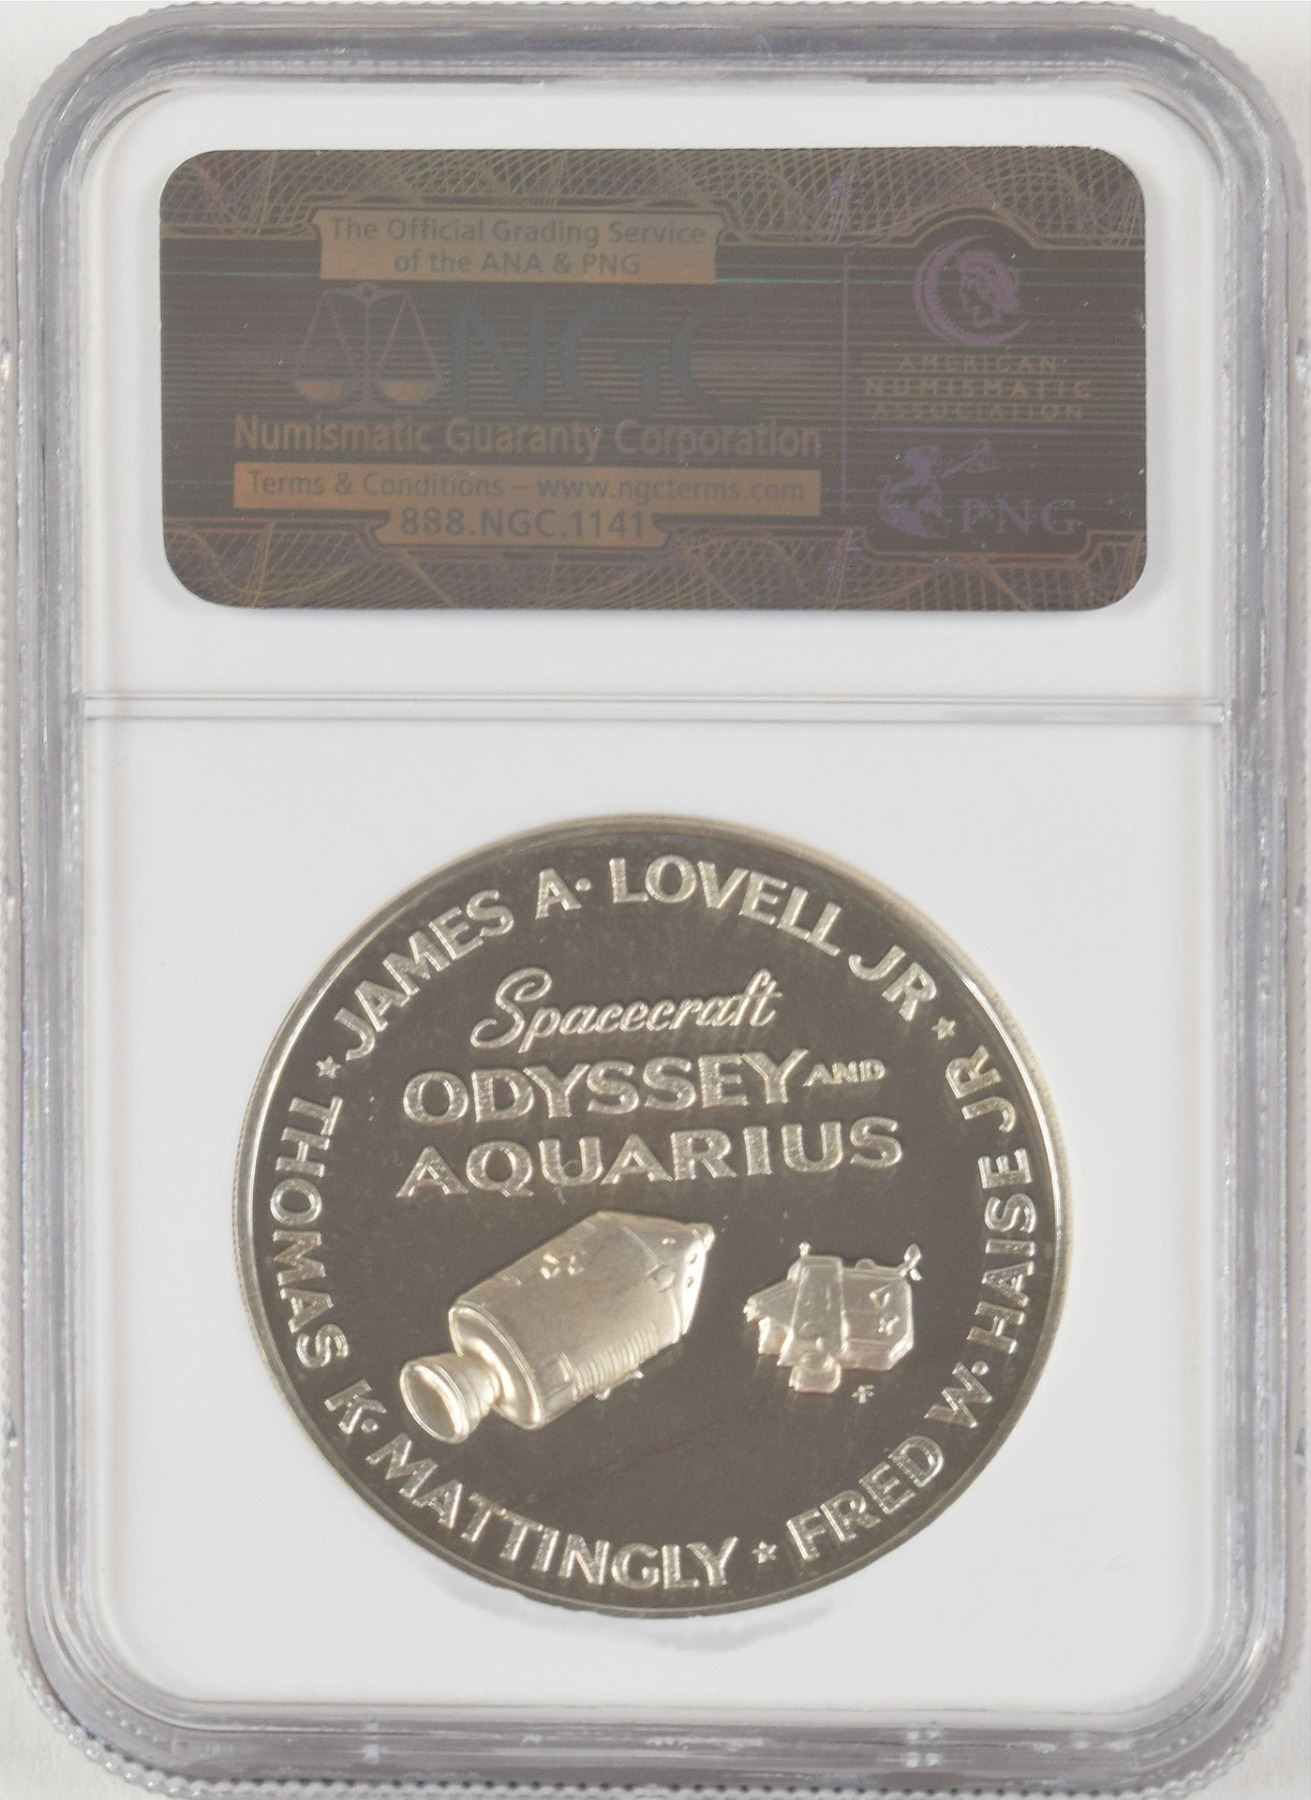 The Official Grading Service
of the ANA & PNG
NGC
Numismatic Guaranty Corporation
Terms & Conditions – www.ngcterms.com
888.NGC.1141
AMERICAN
NUMISMATIC
ASSOCIATION
PNG
JAMES A. LOVELL JR
FRED W. HAISE JR
THOMAS K. MATTINGLY
Spacecraft
ODYSSEY AND
AQUARIUS